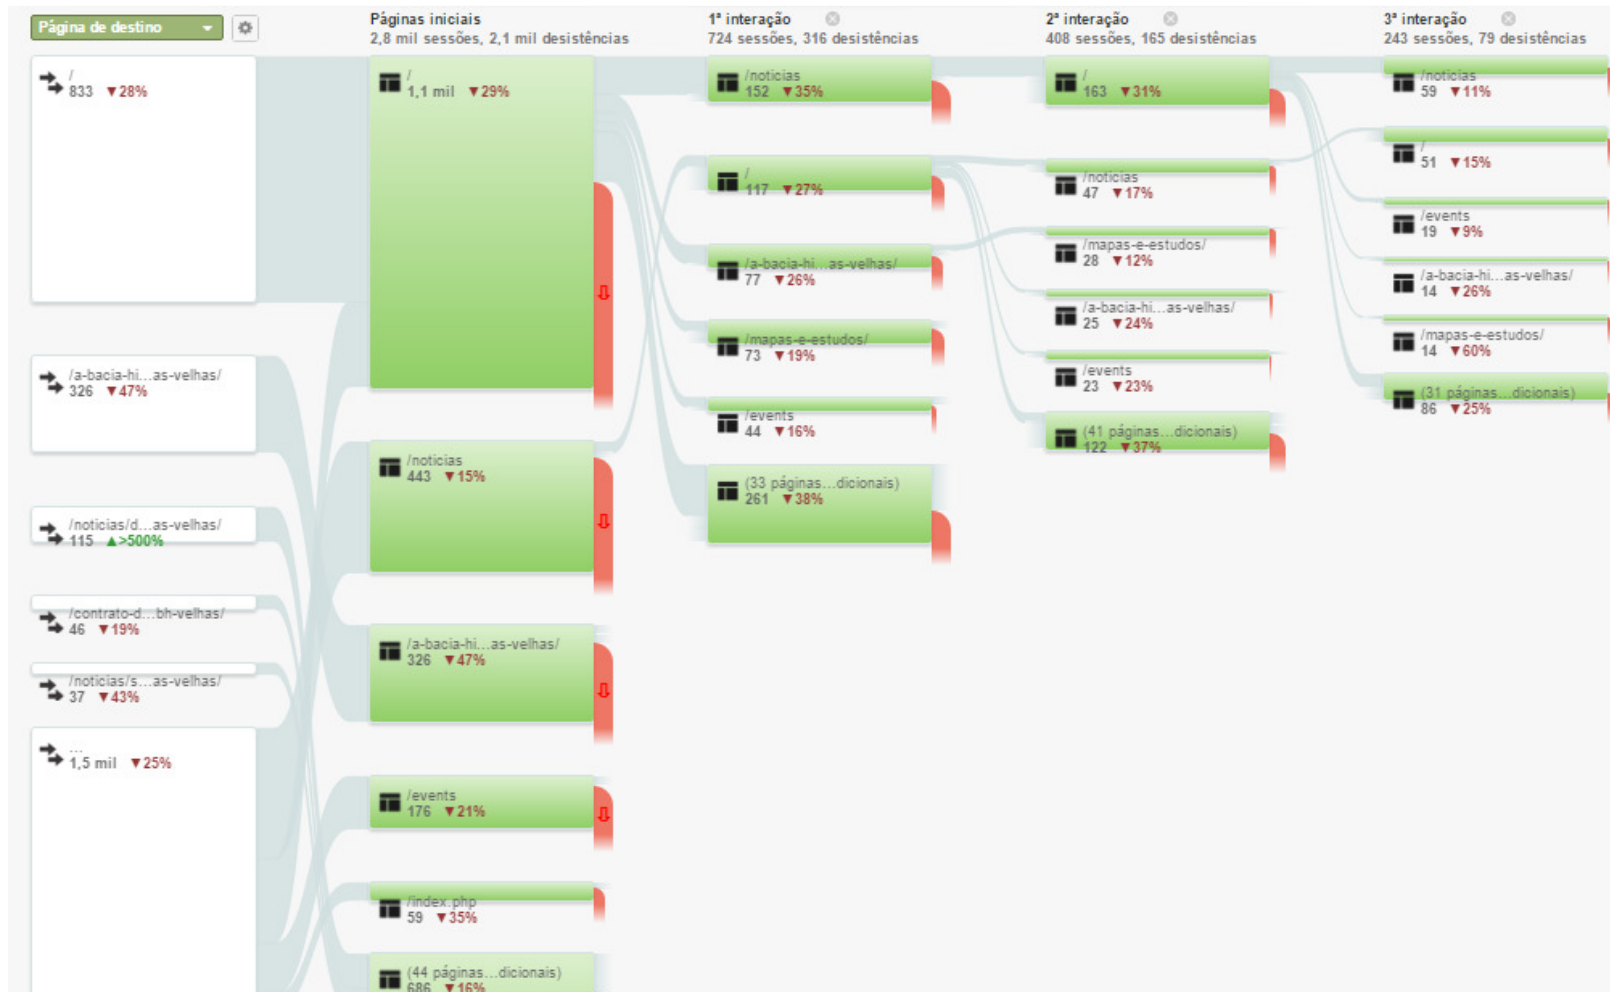 Página de destino
/
833 ▼28%
/a-bacia-hi...as-velhas/
326 ▼47%
/noticias/d...as-velhas/
115 ▲>500%
/contrato-d...bh-velhas/
46 ▼19%
/noticias/s...as-velhas/
37 ▼43%
...
1,5 mil ▼25%
Páginas iniciais
2,8 mil sessões, 2,1 mil desistências
/
1,1 mil ▼29%
/noticias
443 ▼15%
/a-bacia-hi...as-velhas/
326 ▼47%
/events
176 ▼21%
/index.php
59 ▼35%
(44 páginas...dicionais)
686 ▼16%
1ª interação
724 sessões, 316 desistências
/noticias
152 ▼35%
/
117 ▼27%
/a-bacia-hi...as-velhas/
77 ▼26%
/mapas-e-estudos/
73 ▼19%
/events
44 ▼16%
(33 páginas...dicionais)
261 ▼38%
2ª interação
408 sessões, 165 desistências
/
163 ▼31%
/noticias
47 ▼17%
/mapas-e-estudos/
28 ▼12%
/a-bacia-hi...as-velhas/
25 ▼24%
/events
23 ▼23%
(41 páginas...dicionais)
122 ▼37%
3ª interação
243 sessões, 79 desistências
/noticias
59 ▼11%
/
51 ▼15%
/events
19 ▼9%
/a-bacia-hi...as-velhas/
14 ▼26%
/mapas-e-estudos/
14 ▼60%
(31 páginas...dicionais)
86 ▼25%